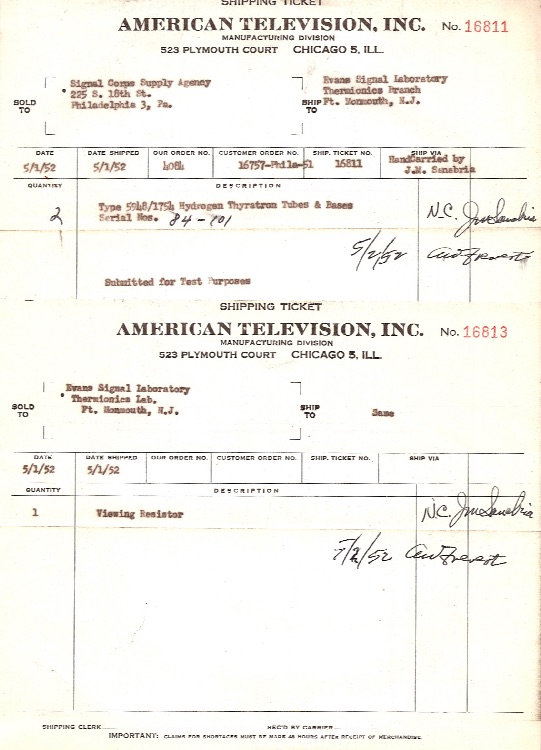 SHIPPING TICKET
AMERICAN TELEVISION, INC. No. 16811
MANUFACTURING DIVISION
523 PLYMOUTH COURT CHICAGO 5, ILL.
SOLD TO
Signal Corps Supply Agency
225 S. 18th St.
Philadelphia 3, Pa.
SHIP TO
Evans Signal Laboratory
Thermionics Branch
Ft. Monmouth, N.J.
DATE DATE SHIPPED OUR ORDER NO. CUSTOMER ORDER NO. SHIP. TICKET NO. SHIP VIA
5/1/52 5/1/52 4084 16757-Phila-51 16811 HandCarried by
J.M. Sanabria
QUANTITY DESCRIPTION
2 Type 5948/1754 Hydrogen Thyratron Tubes & Bases N.C. JmSanabria
Serial Nos. 84 - 101
5/2/52
Submitted for Test Purposes
SHIPPING TICKET
AMERICAN TELEVISION, INC. No. 16813
MANUFACTURING DIVISION
523 PLYMOUTH COURT CHICAGO 5, ILL.
SOLD TO
Evans Signal Laboratory
Thermionics Lab.
Ft. Monmouth, N.J.
SHIP TO
Same
DATE DATE SHIPPED OUR ORDER NO. CUSTOMER ORDER NO. SHIP. TICKET NO. SHIP VIA
5/1/52 5/1/52
QUANTITY DESCRIPTION
1 Viewing Resistor N.C. JmSanabria
SHIPPING CLERK REC'D BY CARRIER
IMPORTANT: CLAIMS FOR SHORTAGES MUST BE MADE 48 HOURS AFTER RECEIPT OF MERCHANDISE.